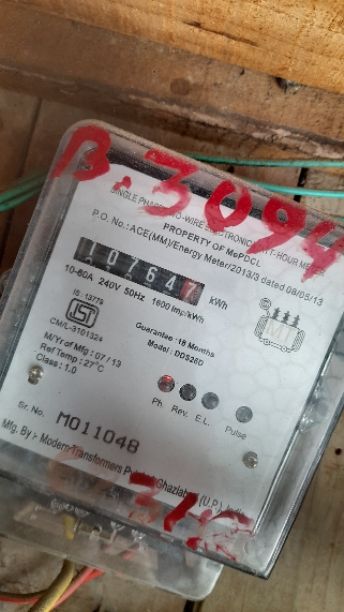 B.3094
SINGLE PHASE TWO-WIRE ELECTRONIC WATT-HOUR METER
PROPERTY OF MePDCL
P.O. No.: ACE(MM)/Energy Meter/2013/3 dated 08/05/13
107647 kWh
10-60A 240V 50Hz 1600 imp/kWh
IS : 13779
ISI
CM/L-3161324
Guarantee : 18 Months
Model : DDS26D
M/Yr of Mfg : 07 / 13
Ref Temp : 27°C
Class : 1.0
Ph. Rev. E.L. Pulse
Sr. No. M011048
Mfg. By :- Modern Transformers Ghaziabad (U.P.)